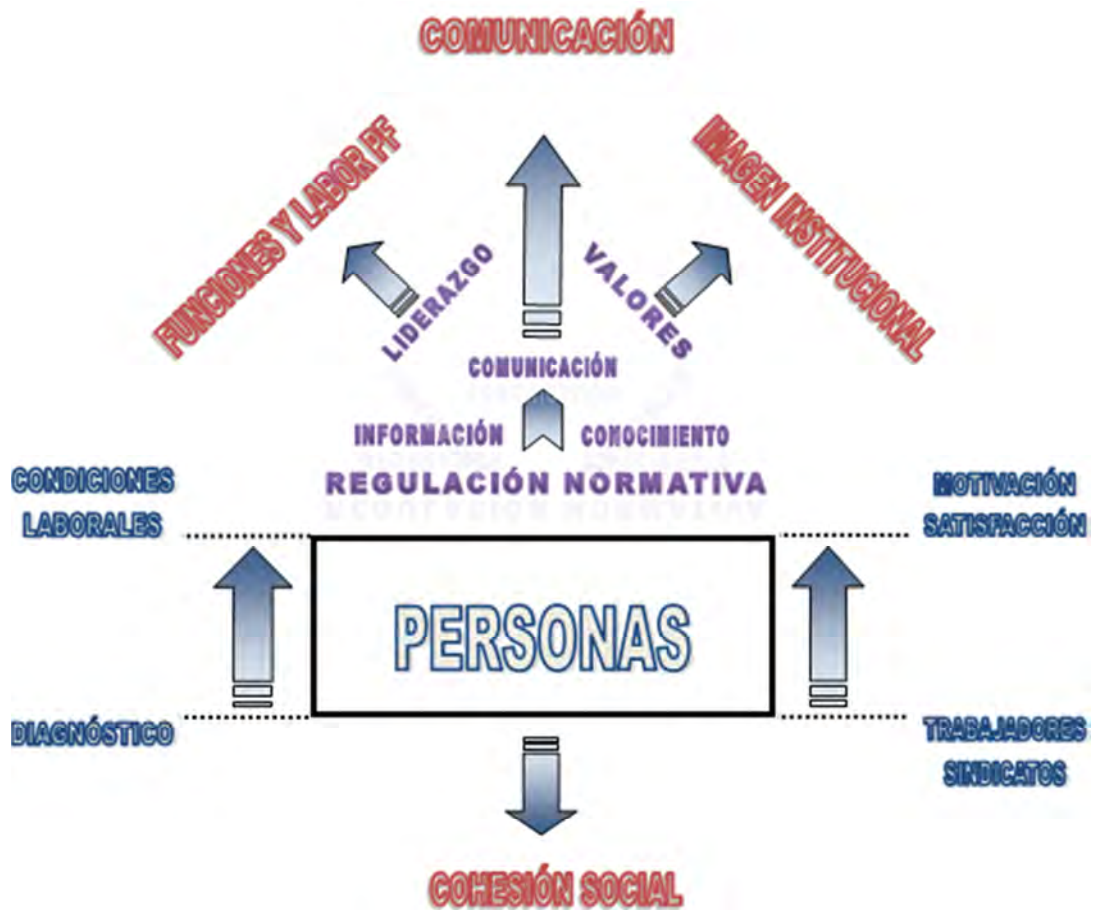 COMUNICACIÓN
FUNCIONES Y LABOR PF
IMAGEN INSTITUCIONAL
LIDERAZGO
VALORES
COMUNICACIÓN
INFORMACIÓN
CONOCIMIENTO
REGULACIÓN NORMATIVA
CONDICIONES
LABORALES
MOTIVACIÓN
SATISFACCIÓN
PERSONAS
DIAGNÓSTICO
TRABAJADORES
SINDICATOS
COHESIÓN SOCIAL